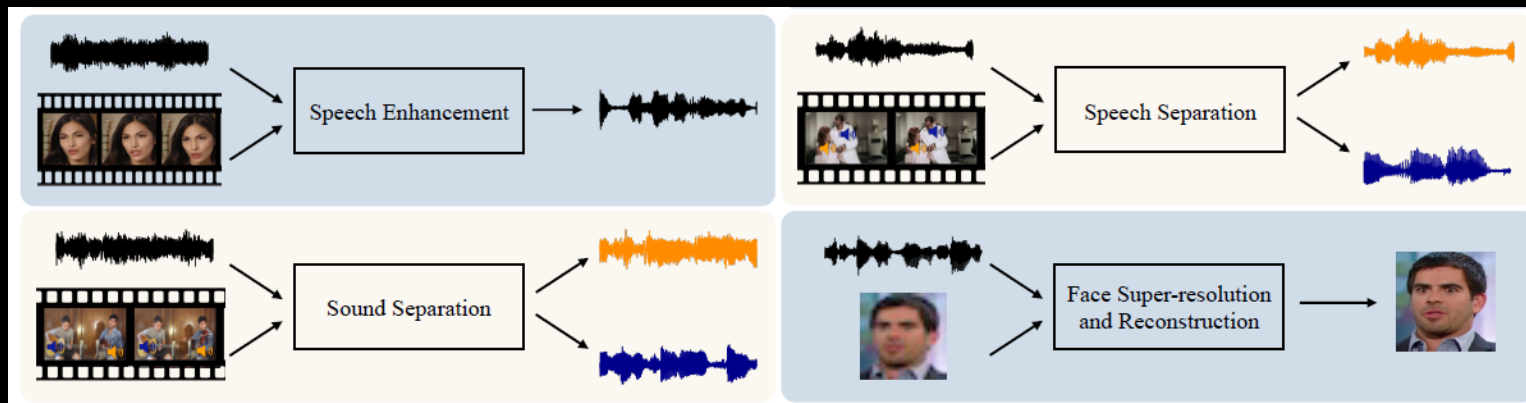 Speech Enhancement
Speech Separation
Sound Separation
Face Super-resolution
and Reconstruction